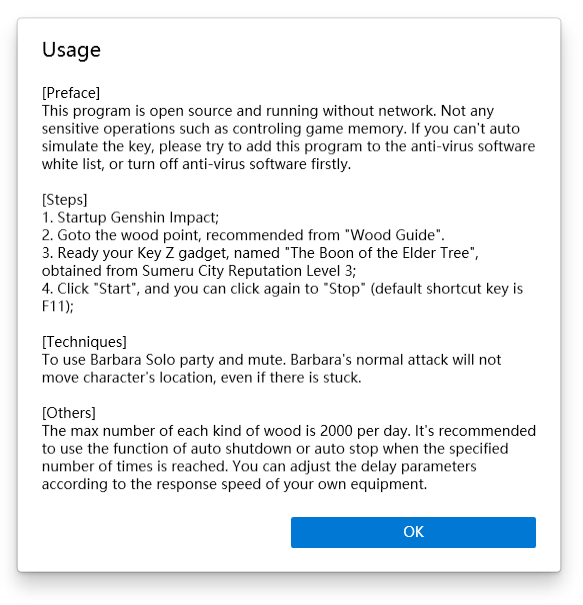 Usage
[Preface]
This program is open source and running without network. Not any
sensitive operations such as controling game memory. If you can't auto
simulate the key, please try to add this program to the anti-virus software
white list, or turn off anti-virus software firstly.
[Steps]
1. Startup Genshin Impact;
2. Goto the wood point, recommended from "Wood Guide".
3. Ready your Key Z gadget, named "The Boon of the Elder Tree",
obtained from Sumeru City Reputation Level 3;
4. Click "Start", and you can click again to "Stop" (default shortcut key is
F11);
[Techniques]
To use Barbara Solo party and mute. Barbara's normal attack will not
move character's location, even if there is stuck.
[Others]
The max number of each kind of wood is 2000 per day. It's recommended
to use the function of auto shutdown or auto stop when the specified
number of times is reached. You can adjust the delay parameters
according to the response speed of your own equipment.
OK